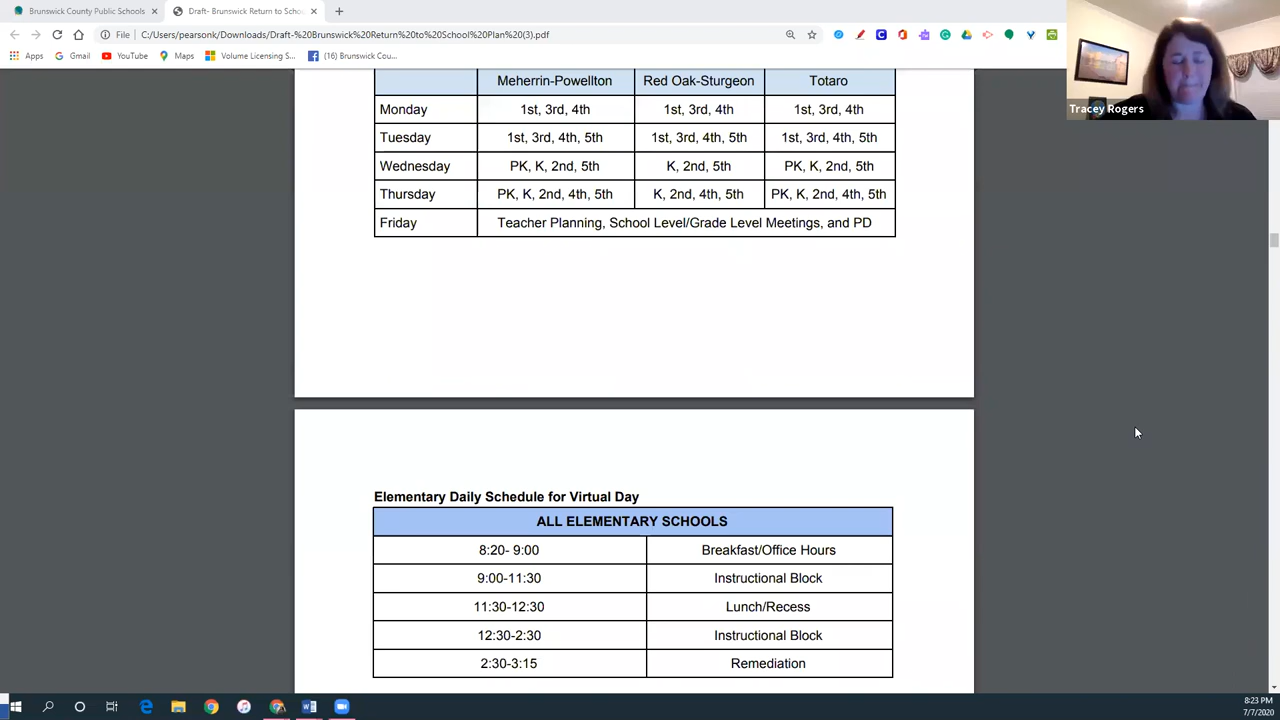 Brunswick County Public Schools
Draft- Brunswick Return to Scho
File C:/Users/pearsonk/Downloads/Draft-%20Brunswick%20Return%20to%20School%20Plan%20(3).pdf
Apps Gmail YouTube Maps Volume Licensing S... (16) Brunswick Cou...
Tracey Rogers
Meherrin-Powellton Red Oak-Sturgeon Totaro
Monday 1st, 3rd, 4th 1st, 3rd, 4th 1st, 3rd, 4th
Tuesday 1st, 3rd, 4th, 5th 1st, 3rd, 4th, 5th 1st, 3rd, 4th, 5th
Wednesday PK, K, 2nd, 5th K, 2nd, 5th PK, K, 2nd, 5th
Thursday PK, K, 2nd, 4th, 5th K, 2nd, 4th, 5th PK, K, 2nd, 4th, 5th
Friday Teacher Planning, School Level/Grade Level Meetings, and PD
Elementary Daily Schedule for Virtual Day
ALL ELEMENTARY SCHOOLS
8:20- 9:00 Breakfast/Office Hours
9:00-11:30 Instructional Block
11:30-12:30 Lunch/Recess
12:30-2:30 Instructional Block
2:30-3:15 Remediation
8:23 PM
7/7/2020